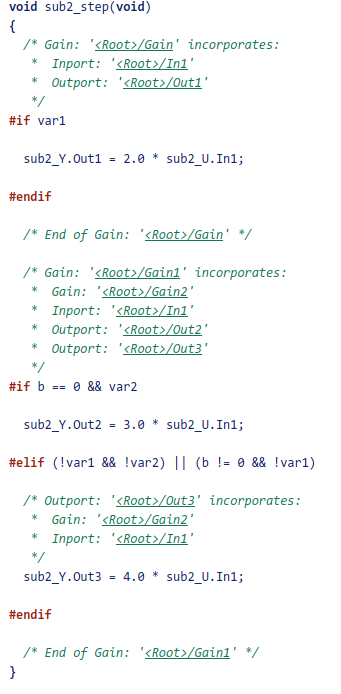 void sub2_step(void)
{
  /* Gain: '<Root>/Gain' incorporates:
   *  Inport: '<Root>/In1'
   *  Outport: '<Root>/Out1'
   */
#if var1

  sub2_Y.Out1 = 2.0 * sub2_U.In1;

#endif

  /* End of Gain: '<Root>/Gain' */

  /* Gain: '<Root>/Gain1' incorporates:
   *  Gain: '<Root>/Gain2'
   *  Inport: '<Root>/In1'
   *  Outport: '<Root>/Out2'
   *  Outport: '<Root>/Out3'
   */
#if b == 0 && var2

  sub2_Y.Out2 = 3.0 * sub2_U.In1;

#elif (!var1 && !var2) || (b != 0 && !var1)

  /* Outport: '<Root>/Out3' incorporates:
   *  Gain: '<Root>/Gain2'
   *  Inport: '<Root>/In1'
   */
  sub2_Y.Out3 = 4.0 * sub2_U.In1;

#endif

  /* End of Gain: '<Root>/Gain1' */
}